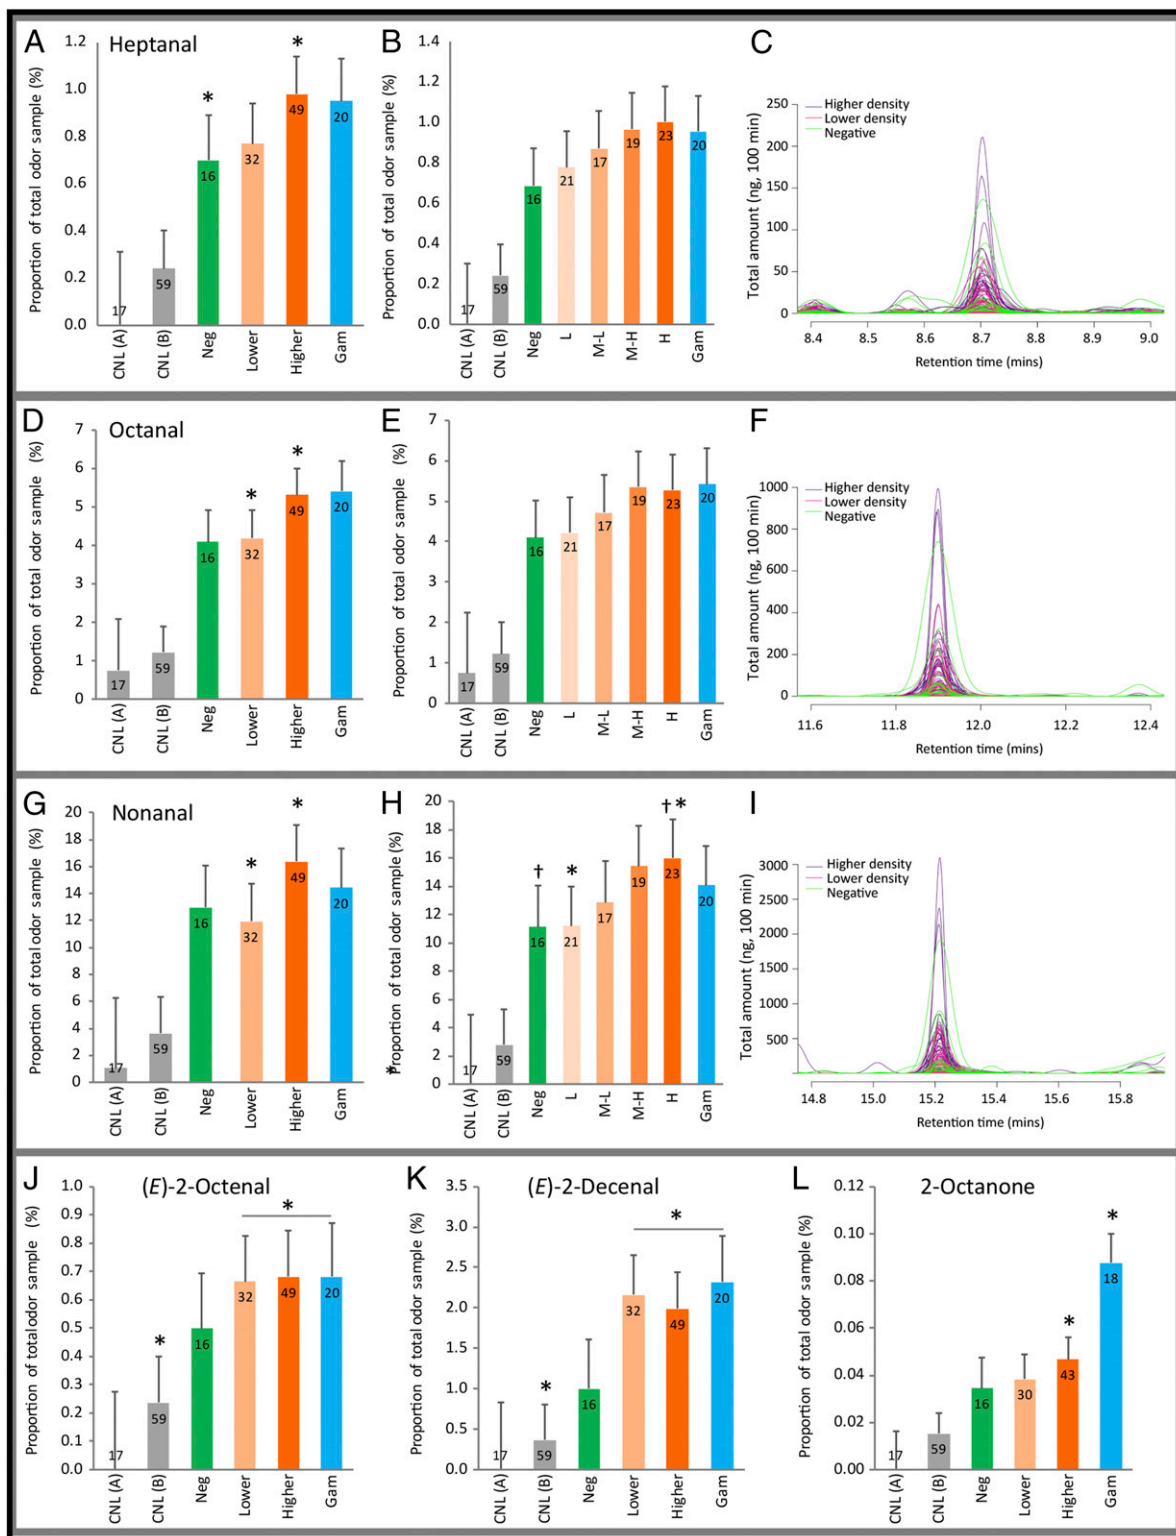 A
Heptanal
Proportion of total odor sample (%)
1.2
1.0
0.8
0.6
0.4
0.2
0.0
*
*
17
59
16
32
49
20
CNL (A)
CNL (B)
Neg
Lower
Higher
Gam
B
Proportion of total odor sample (%)
1.4
1.2
1.0
0.8
0.6
0.4
0.2
0.0
17
59
16
21
17
19
23
20
CNL (A)
CNL (B)
Neg
L
M-L
M-H
H
Gam
C
Total amount (ng, 100 min)
250
200
150
100
50
0
Higher density
Lower density
Negative
8.4
8.5
8.6
8.7
8.8
8.9
9.0
Retention time (mins)
D
Octanal
Proportion of total odor sample (%)
7
6
5
4
3
2
1
0
*
*
17
59
16
32
49
20
CNL (A)
CNL (B)
Neg
Lower
Higher
Gam
E
Proportion of total odor sample (%)
7
6
5
4
3
2
1
0
17
59
16
21
17
19
23
20
CNL (A)
CNL (B)
Neg
L
M-L
M-H
H
Gam
F
Total amount (ng, 100 min)
1000
800
600
400
200
0
Higher density
Lower density
Negative
11.6
11.8
12.0
12.2
12.4
Retention time (mins)
G
Nonanal
Proportion of total odor sample (%)
20
18
16
14
12
10
8
6
4
2
0
*
*
17
59
16
32
49
20
CNL (A)
CNL (B)
Neg
Lower
Higher
Gam
H
Proportion of total odor sample (%)
*
20
18
16
14
12
10
8
6
4
2
0
†
*
† *
17
59
16
21
17
19
23
20
CNL (A)
CNL (B)
Neg
L
M-L
M-H
H
Gam
I
Total amount (ng, 100 min)
3000
2500
2000
1500
1000
500
Higher density
Lower density
Negative
14.8
15.0
15.2
15.4
15.6
15.8
Retention time (mins)
J
(E)-2-Octenal
Proportion of total odor sample (%)
1.0
0.9
0.8
0.7
0.6
0.5
0.4
0.3
0.2
0.1
0.0
*
*
17
59
16
32
49
20
CNL (A)
CNL (B)
Neg
Lower
Higher
Gam
K
(E)-2-Decenal
Proportion of total odor sample (%)
3.5
3.0
2.5
2.0
1.5
1.0
0.5
0.0
*
*
17
59
16
32
49
20
CNL (A)
CNL (B)
Neg
Lower
Higher
Gam
L
2-Octanone
Proportion of total odor sample (%)
0.12
0.10
0.08
0.06
0.04
0.02
0.00
*
*
17
59
16
30
43
18
CNL (A)
CNL (B)
Neg
Lower
Higher
Gam